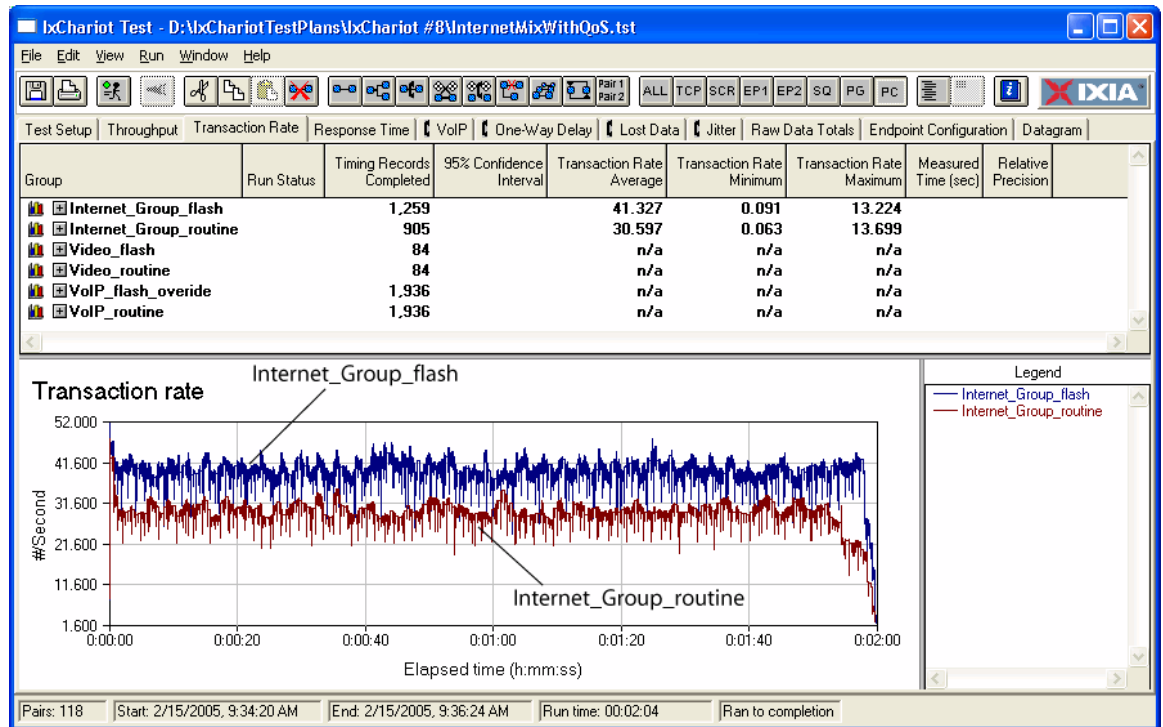 IxChariot Test - D:\IxChariotTestPlans\IxChariot #8\InternetMixWithQoS.tst
File Edit View Run Window Help
Pair 1 Pair 2 ALL TCP SCR EP1 EP2 SQ PG PC XIXIA
Test Setup Throughput Transaction Rate Response Time VoIP One-Way Delay Lost Data Jitter Raw Data Totals Endpoint Configuration Datagram
Group Run Status Timing Records Completed 95% Confidence Interval Transaction Rate Average Transaction Rate Minimum Transaction Rate Maximum Measured Time (sec) Relative Precision
Internet_Group_flash 1,259 41.327 0.091 13.224
Internet_Group_routine 905 30.597 0.063 13.699
Video_flash 84 n/a n/a n/a
Video_routine 84 n/a n/a n/a
VoIP_flash_overide 1,936 n/a n/a n/a
VoIP_routine 1,936 n/a n/a n/a
Transaction rate
Internet_Group_flash
Legend
Internet_Group_flash
Internet_Group_routine
52.000
41.600
31.600
21.600
11.600
1.600
#/Second
Internet_Group_routine
0:00:00 0:00:20 0:00:40 0:01:00 0:01:20 0:01:40 0:02:00
Elapsed time (h:mm:ss)
Pairs: 118 Start: 2/15/2005, 9:34:20 AM End: 2/15/2005, 9:36:24 AM Run time: 00:02:04 Ran to completion